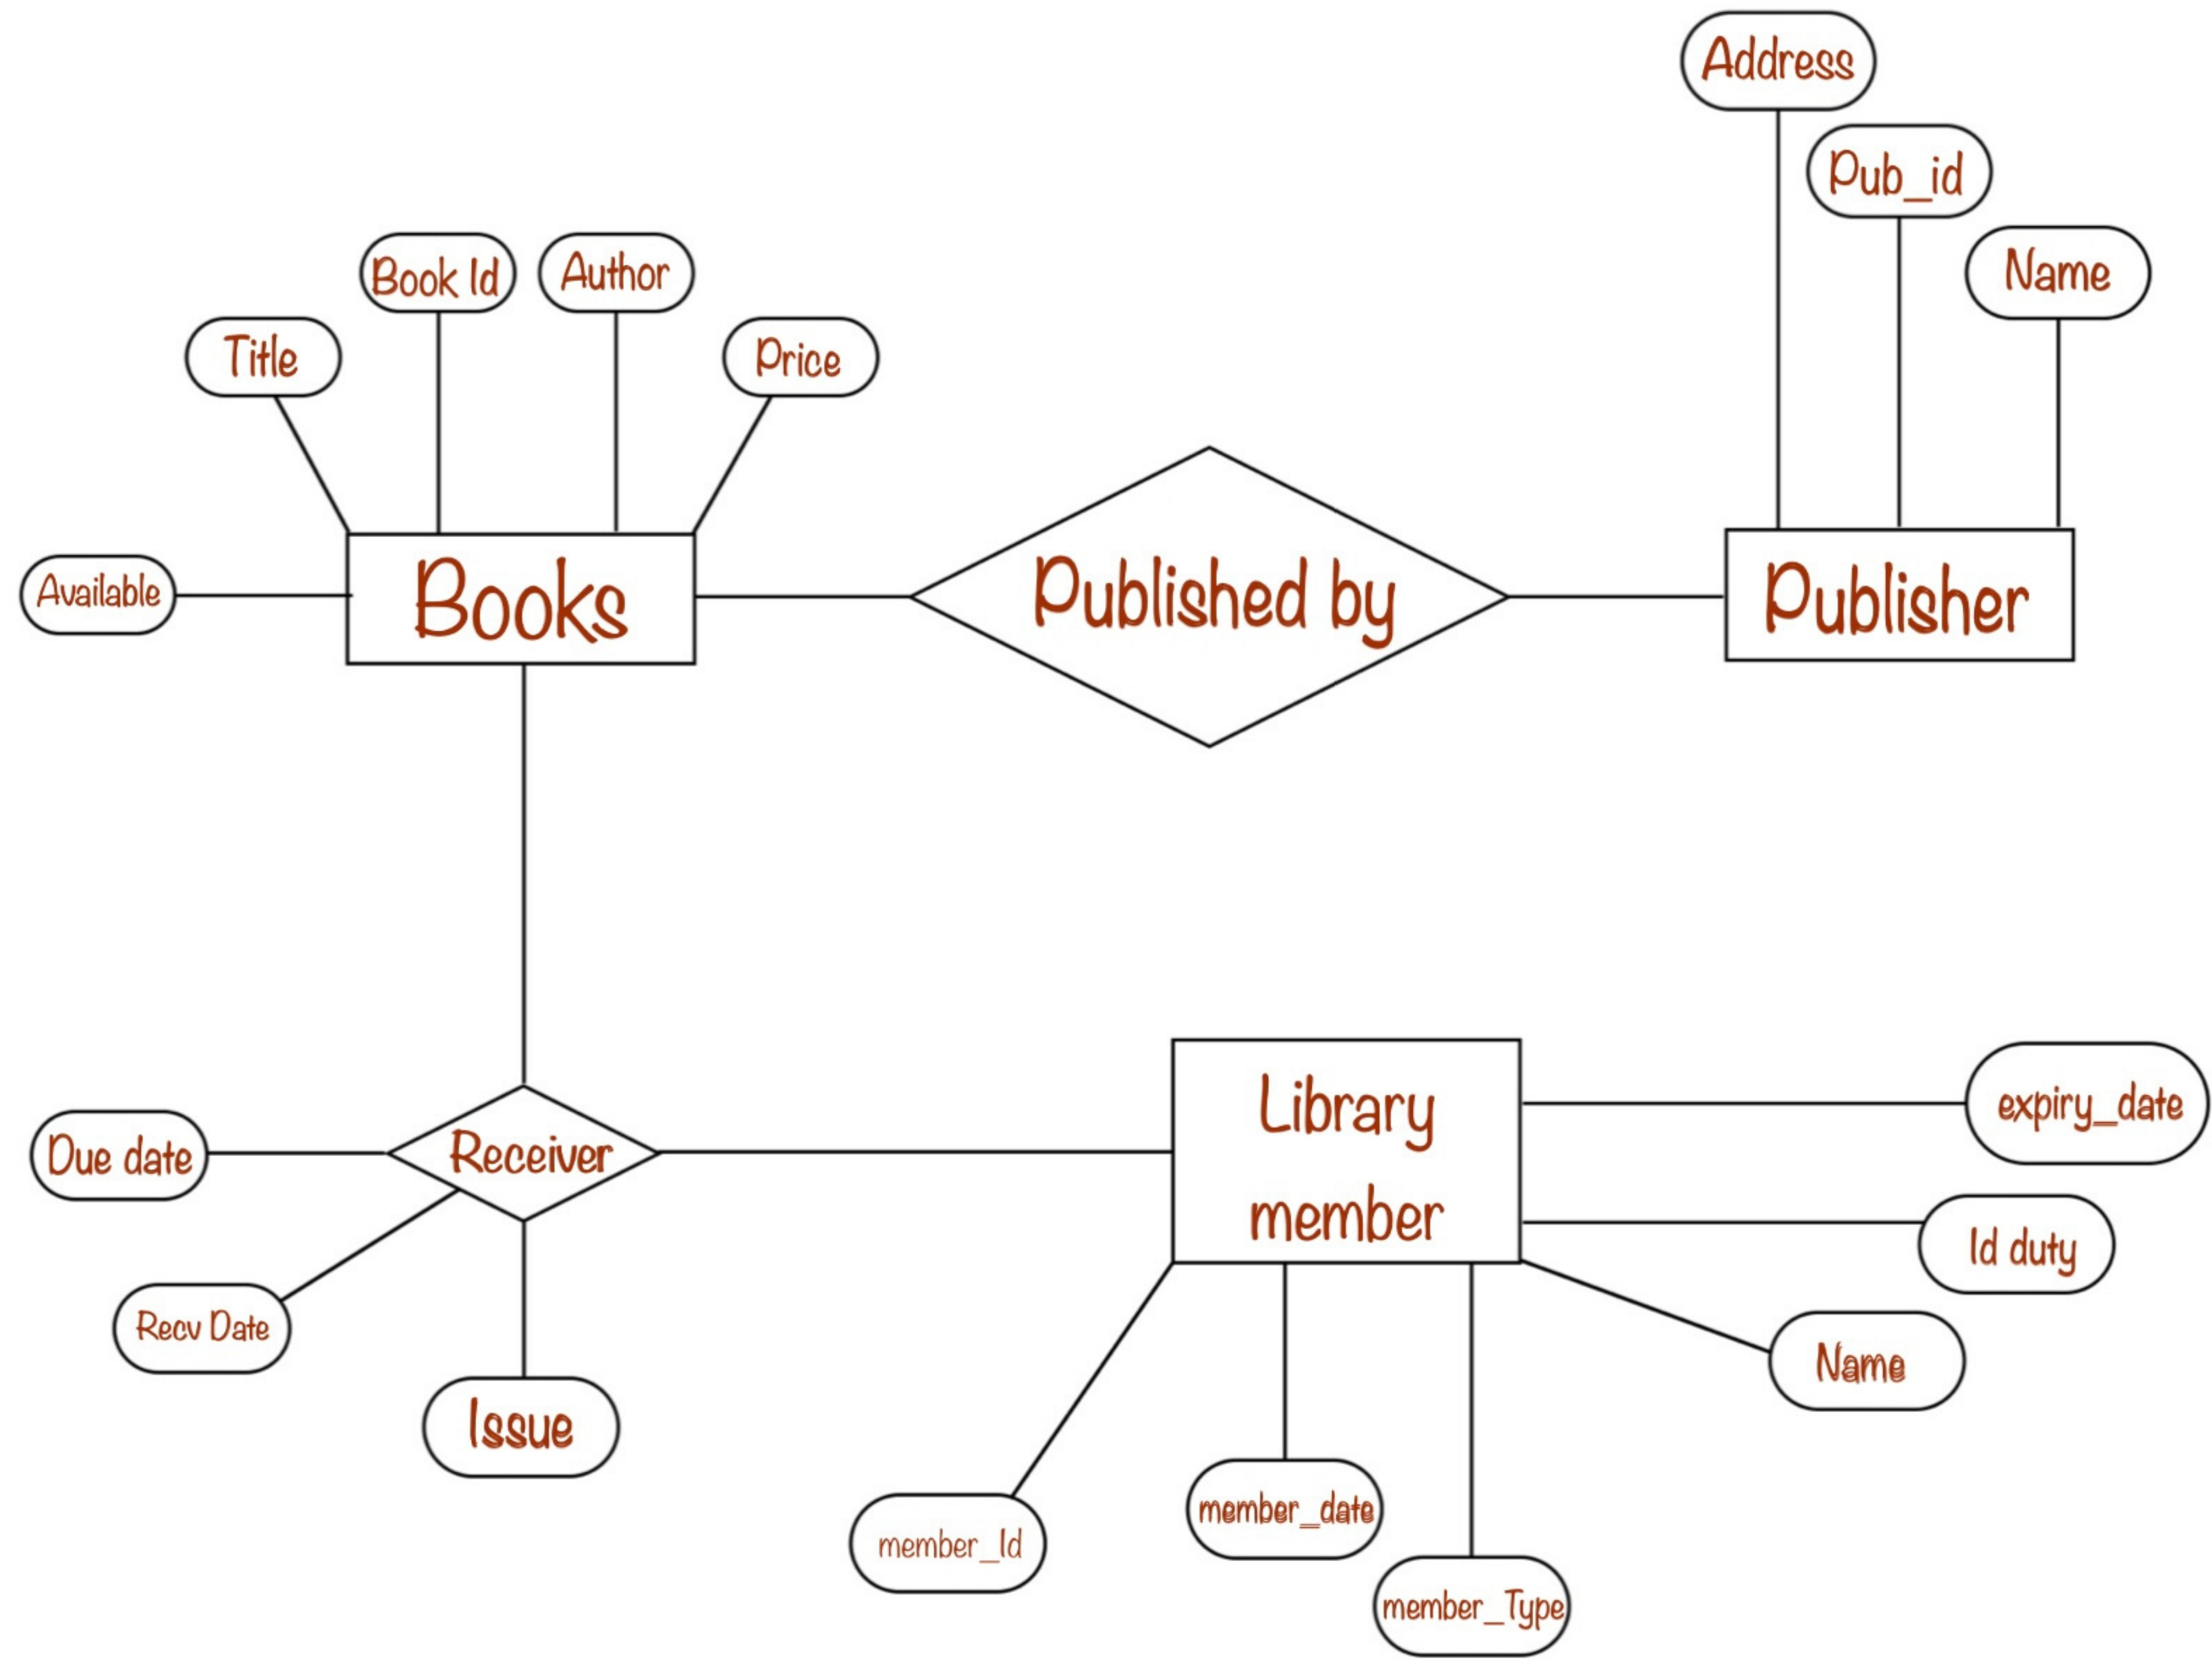 Address
Pub_id
Name
Book Id
Author
Title
Price
Available
Books
Published by
Publisher
Library
member
expiry_date
Due date
Receiver
Id duty
Recv Date
Name
Issue
member_date
member_Id
member_Type